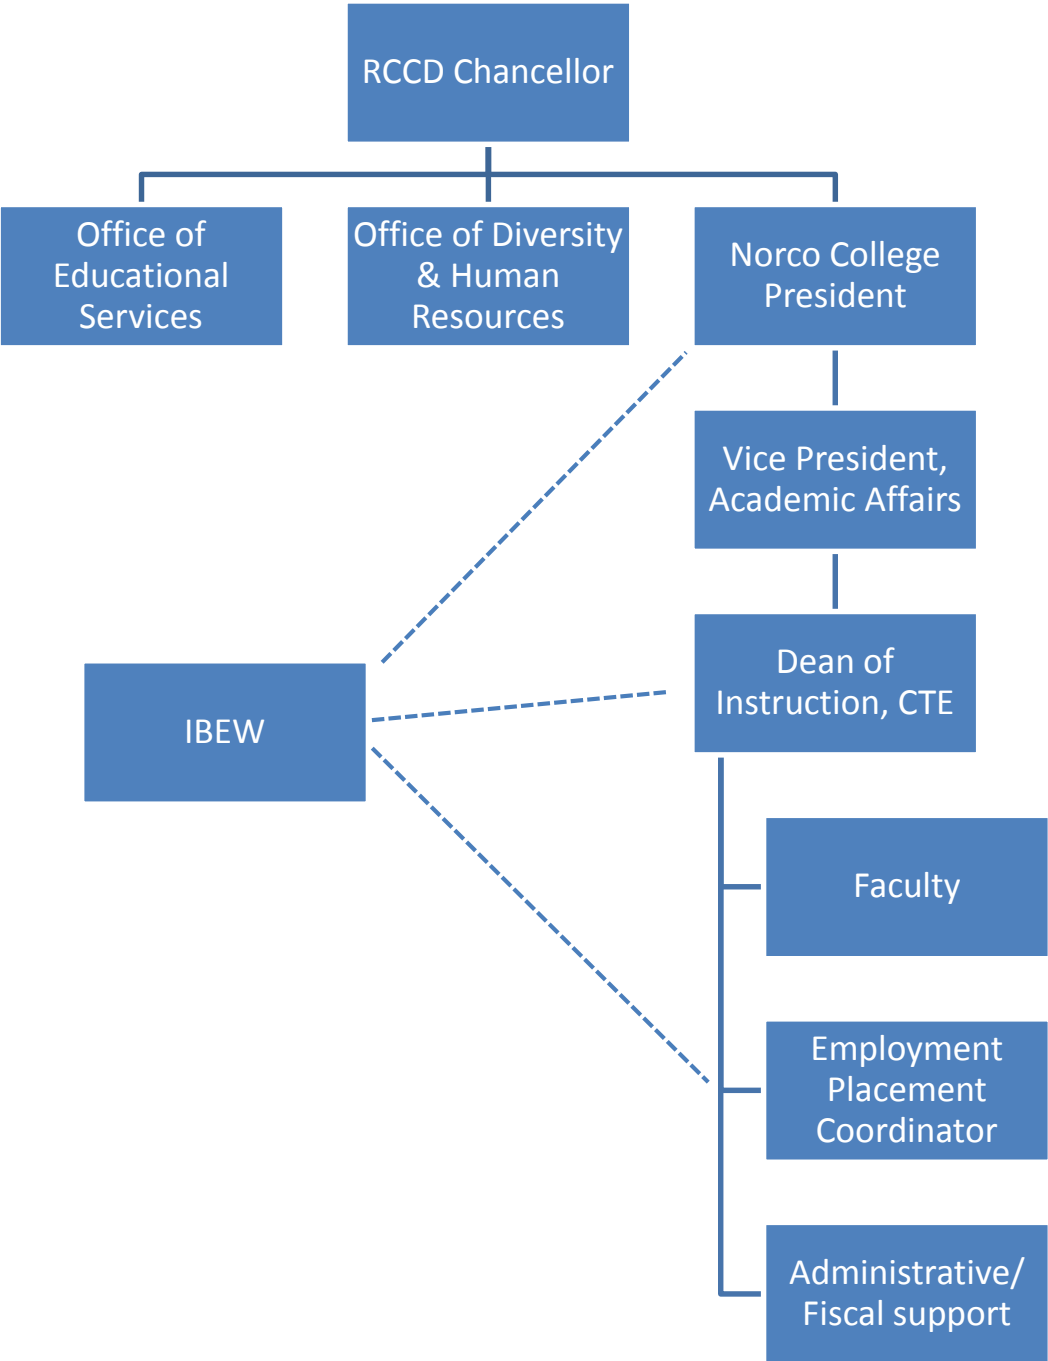 RCCD Chancellor
Office of
Educational
Services
Office of Diversity
& Human
Resources
Norco College
President
Vice President,
Academic Affairs
Dean of
Instruction, CTE
IBEW
Faculty
Employment
Placement
Coordinator
Administrative/
Fiscal support